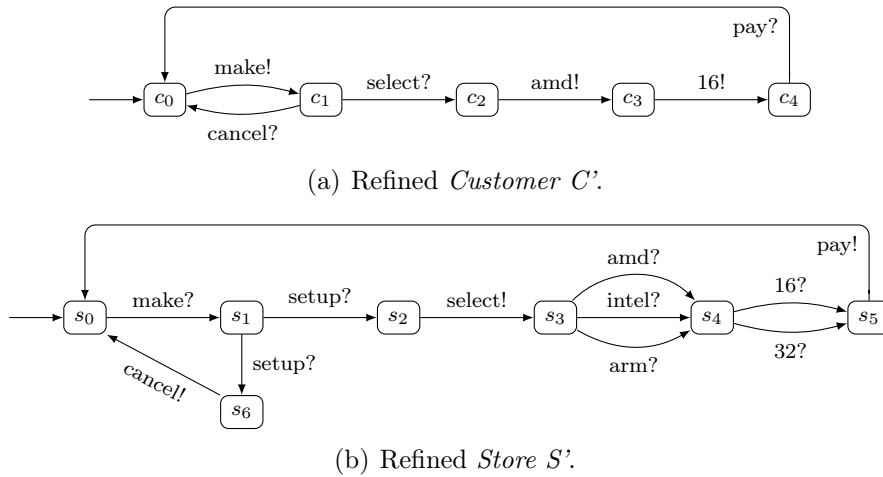 pay?
make!
select?
amd!
16!
c0
c1
c2
c3
c4
cancel?
(a) Refined Customer C'.
pay!
amd?
make?
setup?
select!
intel?
16?
s0
s1
s2
s3
s4
s5
setup?
arm?
32?
cancel!
s6
(b) Refined Store S'.